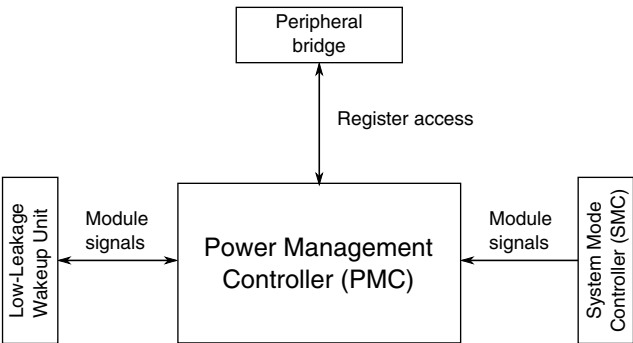 Peripheral
bridge
Register access
Low-Leakage
Wakeup Unit
Module
signals
Power Management
Controller (PMC)
Module
signals
System Mode
Controller (SMC)